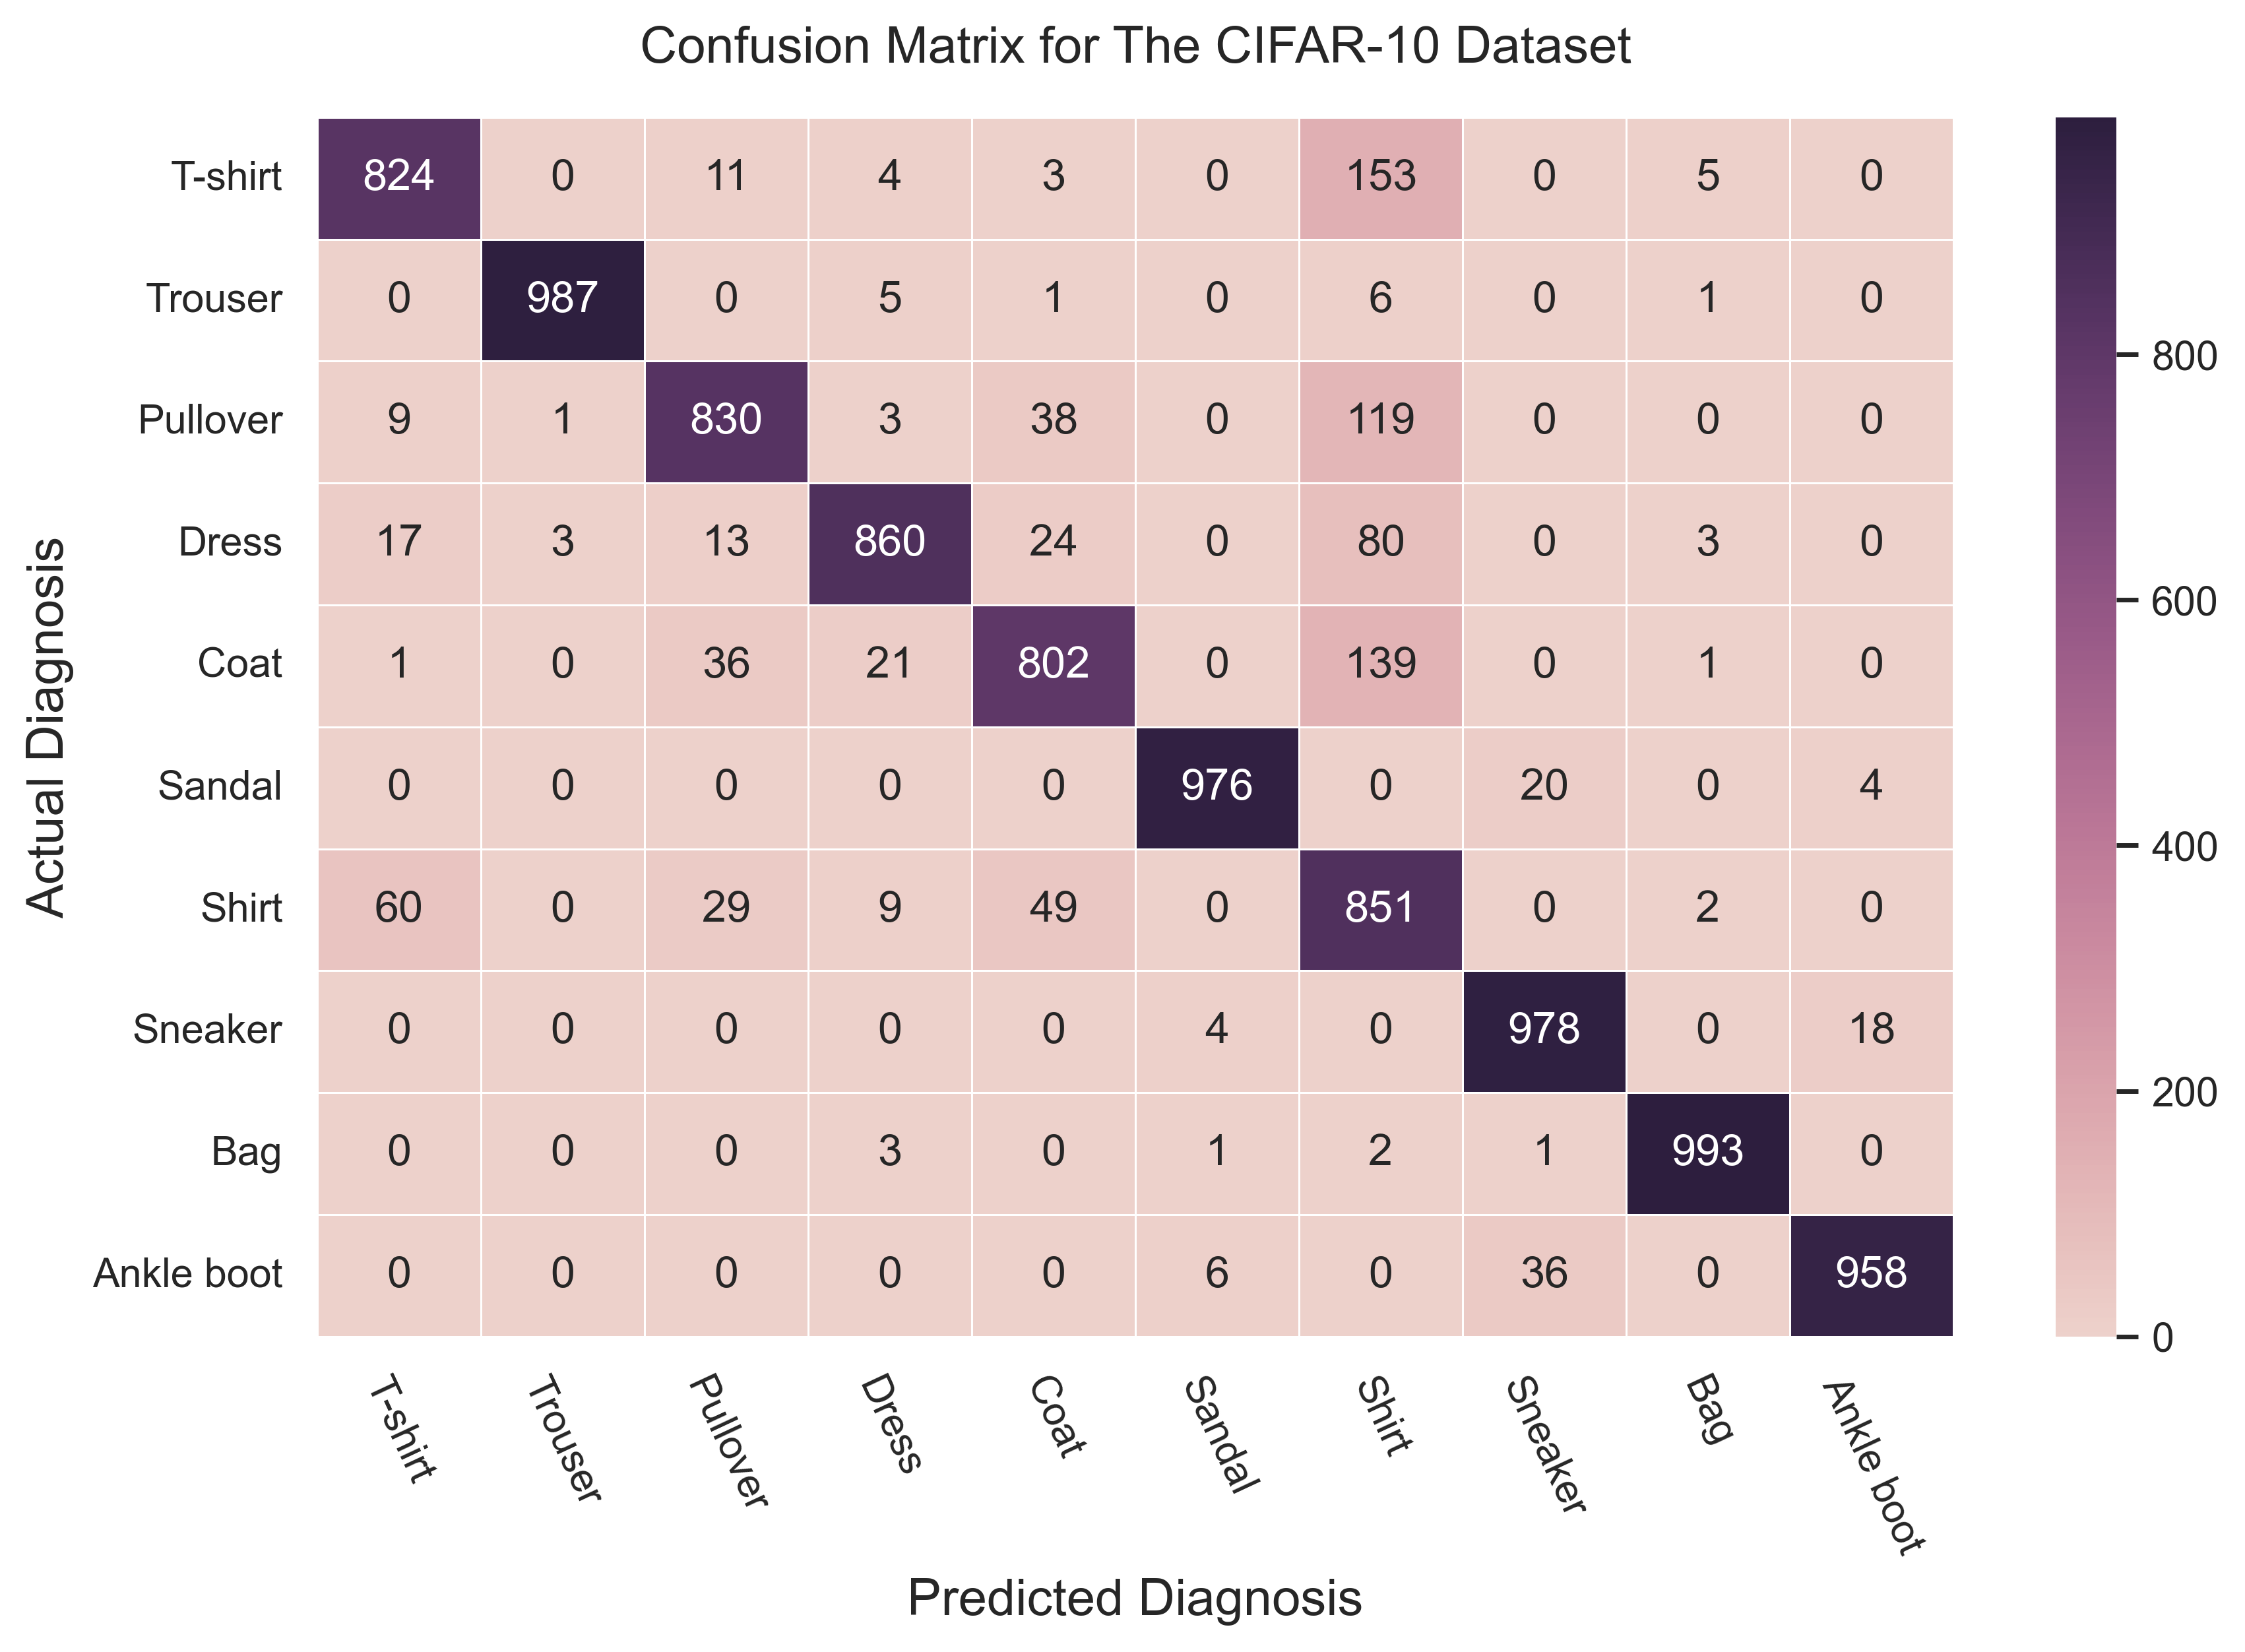 Confusion Matrix for The CIFAR-10 Dataset
Actual Diagnosis
T-shirt 824 0 11 4 3 0 153 0 5 0
Trouser 0 987 0 5 1 0 6 0 1 0
Pullover 9 1 830 3 38 0 119 0 0 0
Dress 17 3 13 860 24 0 80 0 3 0
Coat 1 0 36 21 802 0 139 0 1 0
Sandal 0 0 0 0 0 976 0 20 0 4
Shirt 60 0 29 9 49 0 851 0 2 0
Sneaker 0 0 0 0 0 4 0 978 0 18
Bag 0 0 0 3 0 1 2 1 993 0
Ankle boot 0 0 0 0 0 6 0 36 0 958
T-shirt Trouser Pullover Dress Coat Sandal Shirt Sneaker Bag Ankle boot
Predicted Diagnosis
800
600
400
200
0